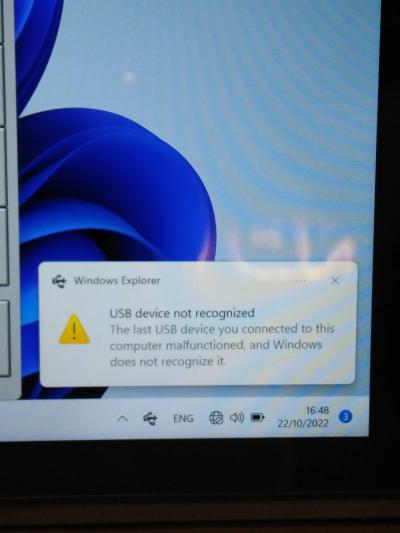 Windows Explorer
USB device not recognized
The last USB device you connected to this
computer malfunctioned, and Windows
does not recognize it.
ENG
16:48
22/10/2022
3